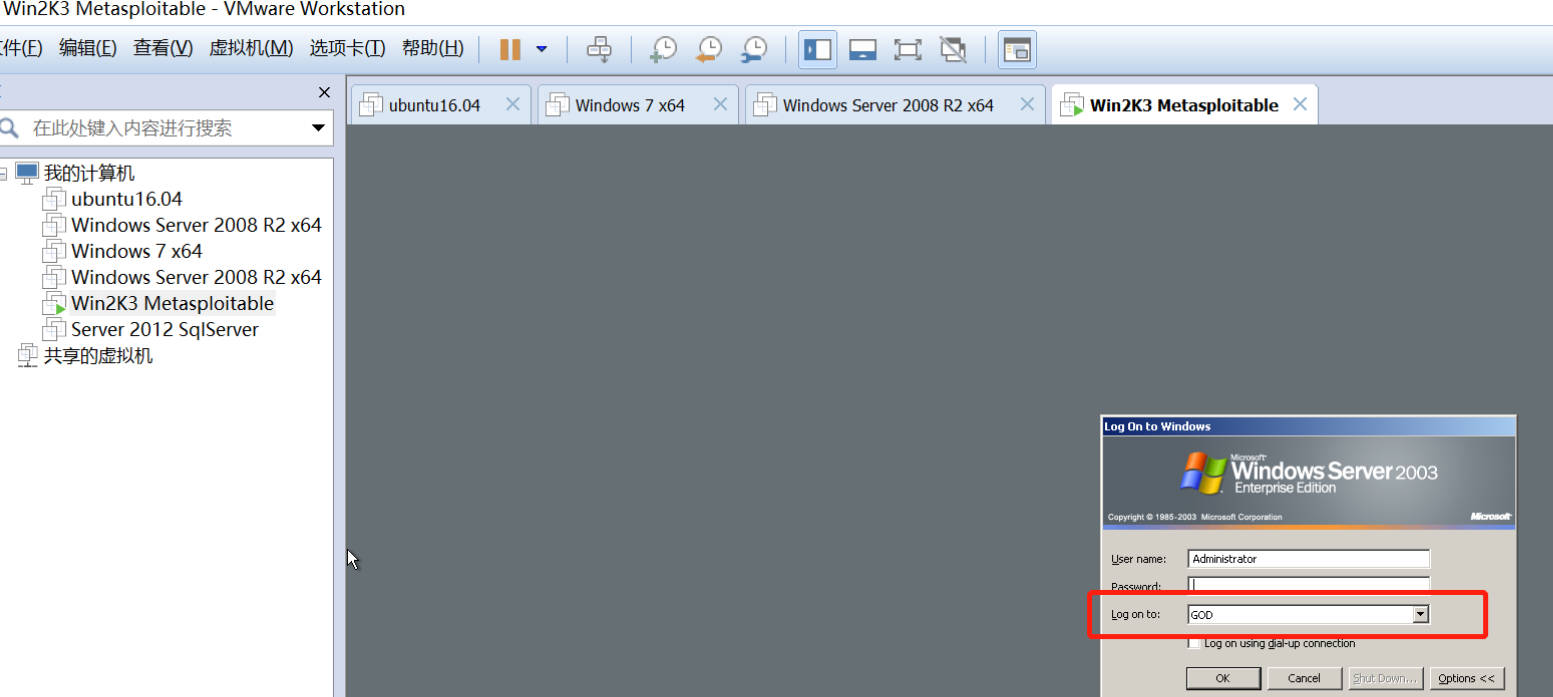 Win2K3 Metasploitable - VMware Workstation
件(F) 编辑(E) 查看(V) 虚拟机(M) 选项卡(T) 帮助(H)
在此处键入内容进行搜索
我的计算机
ubuntu16.04
Windows Server 2008 R2 x64
Windows 7 x64
Windows Server 2008 R2 x64
Win2K3 Metasploitable
Server 2012 SqlServer
共享的虚拟机
ubuntu16.04 Windows 7 x64 Windows Server 2008 R2 x64 Win2K3 Metasploitable
Log On to Windows
Microsoft
Windows Server 2003
Enterprise Edition
Copyright © 1985-2003 Microsoft Corporation Microsoft
User name: Administrator
Password:
Log on to: GOD
Log on using dial-up connection
OK Cancel Shut Down... Options <<